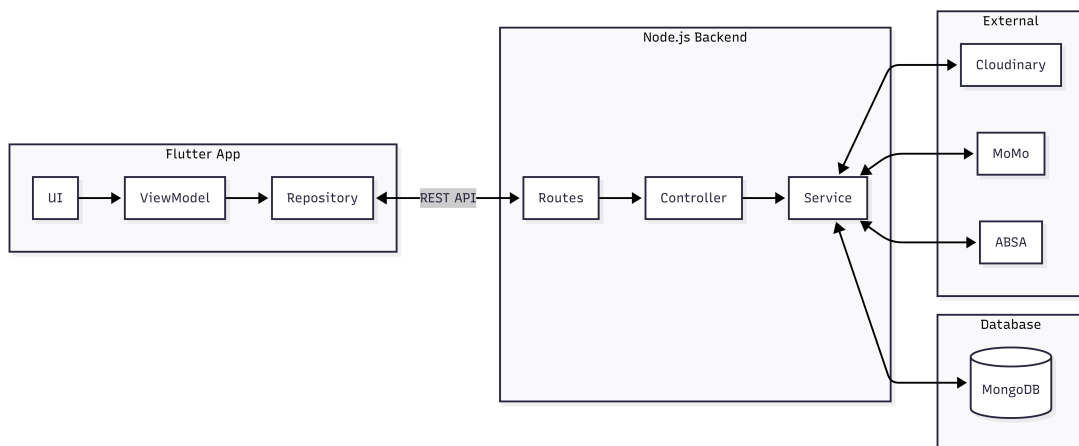 External
Node.js Backend
Cloudinary
MoMo
Flutter App
UI
ViewModel
Repository
REST API
Routes
Controller
Service
ABSA
Database
MongoDB